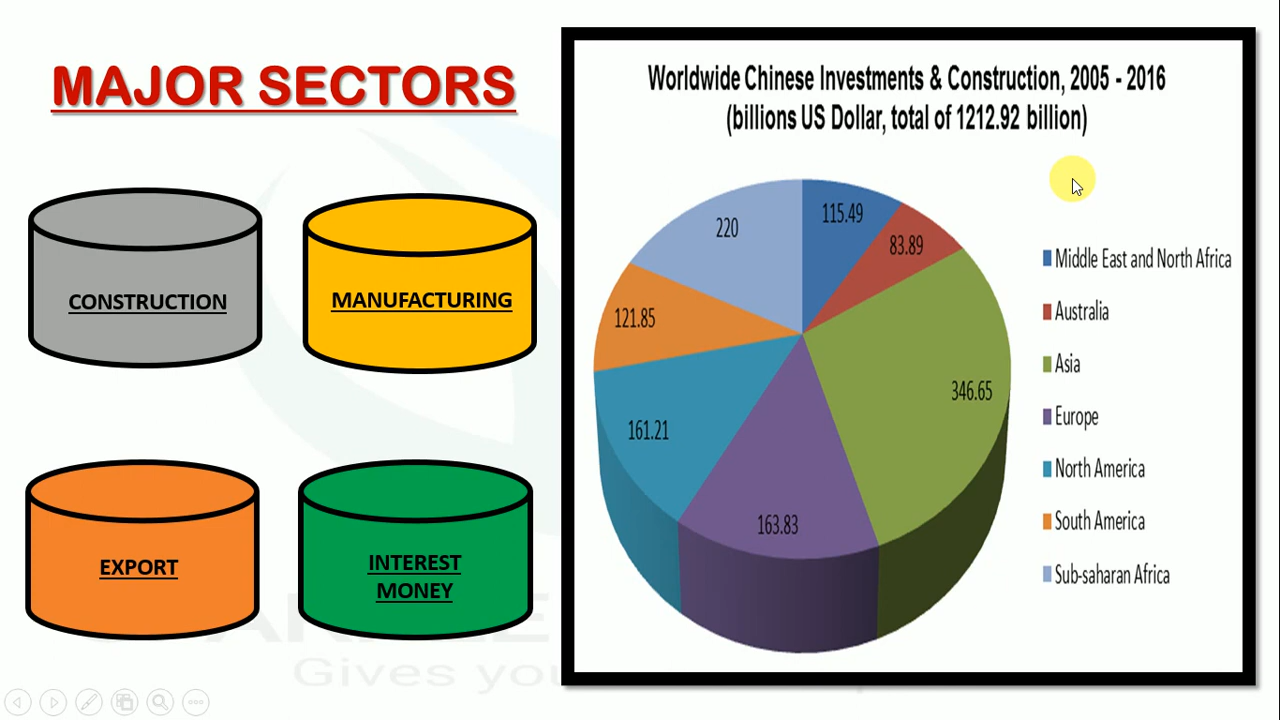 MAJOR SECTORS
CONSTRUCTION
MANUFACTURING
EXPORT
INTEREST
MONEY
Worldwide Chinese Investments & Construction, 2005 - 2016
(billions US Dollar, total of 1212.92 billion)
220
115.49
83.89
121.85
346.65
161.21
163.83
Middle East and North Africa
Australia
Asia
Europe
North America
South America
Sub-saharan Africa
Gives yo